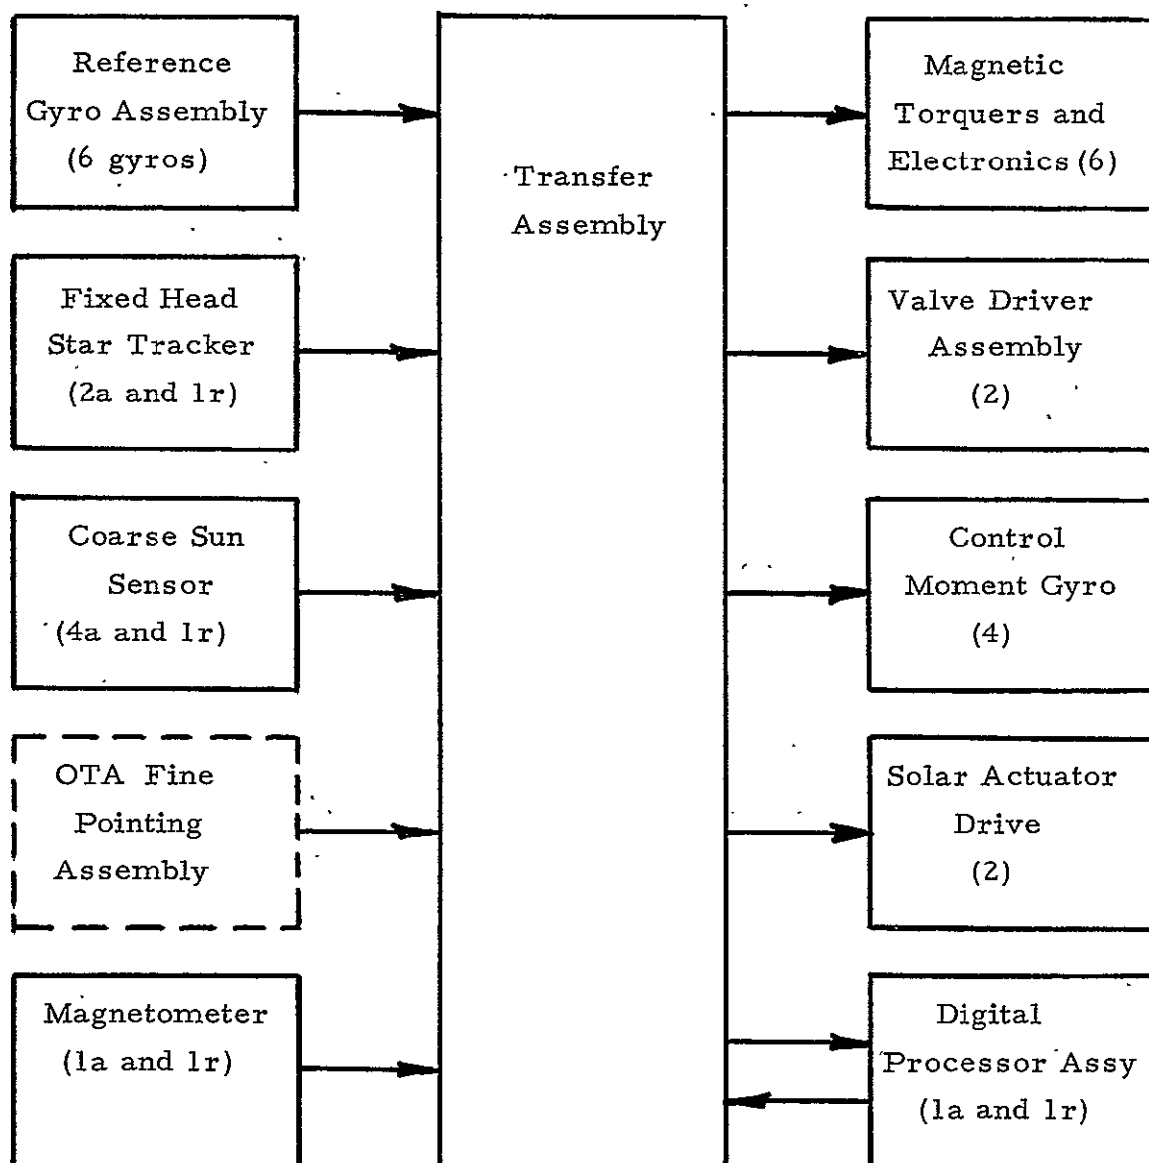 Reference
Gyro Assembly
(6 gyros)
Fixed Head
Star Tracker
(2a and 1r)
Coarse Sun
Sensor
(4a and 1r)
OTA Fine
Pointing
Assembly
Magnetometer
(1a and 1r)
Transfer
Assembly
Magnetic
Torquers and
Electronics (6)
Valve Driver
Assembly
(2)
Control
Moment Gyro
(4)
Solar Actuator
Drive
(2)
Digital
Processor Assy
(1a and 1r)